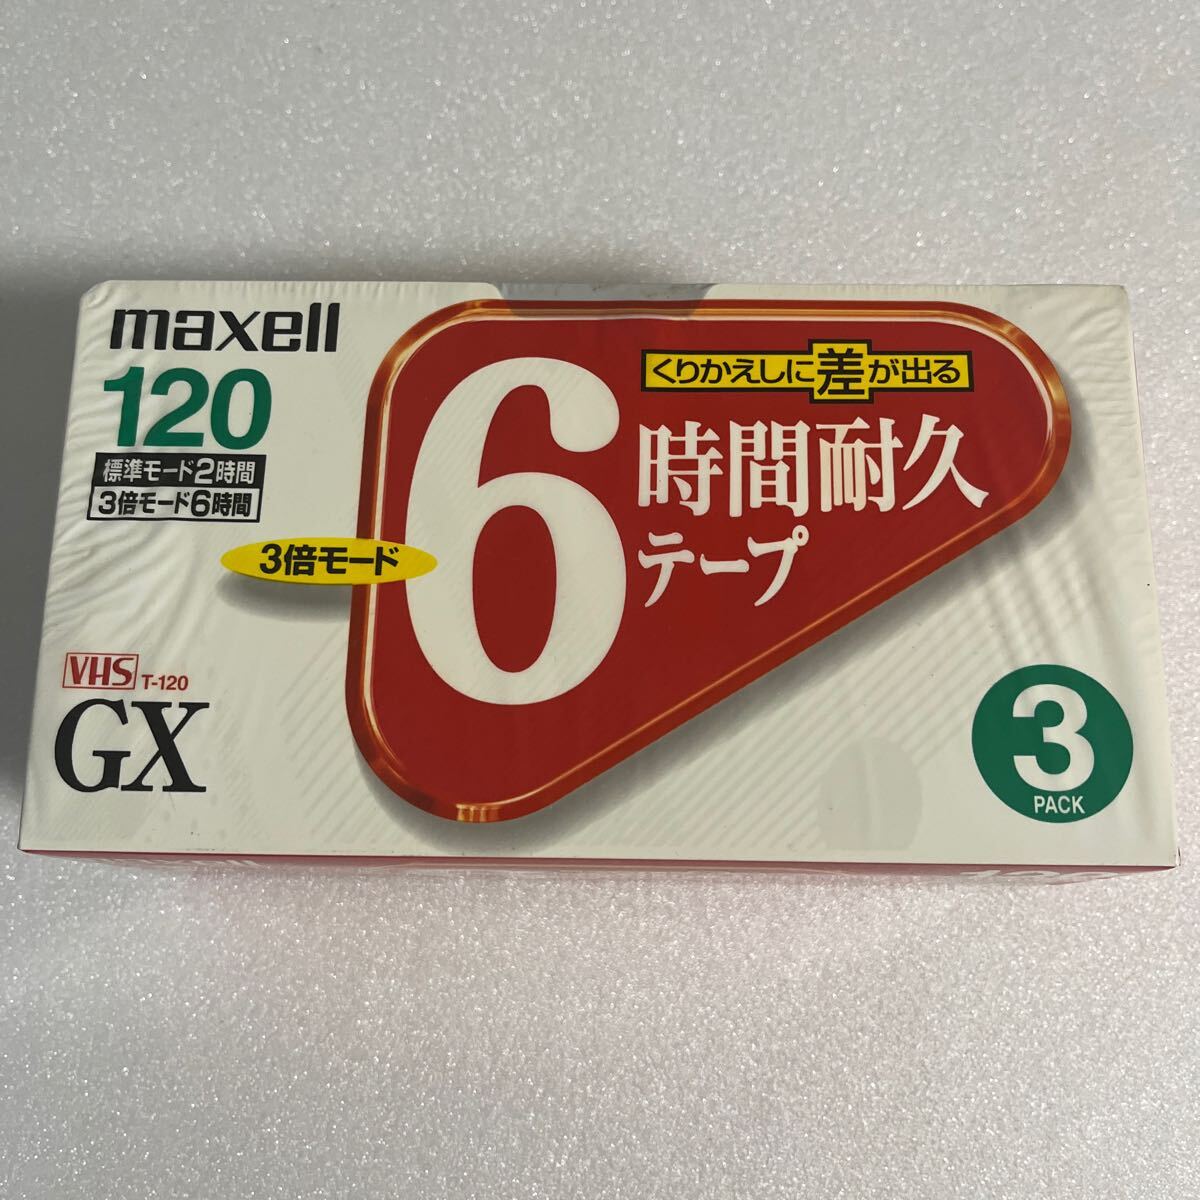 maxell
120
標準モード2時間
3倍モード6時間
3倍モード
くりかえしに差が出る
6時間耐久
テープ
VHS T-120
GX
3
PACK